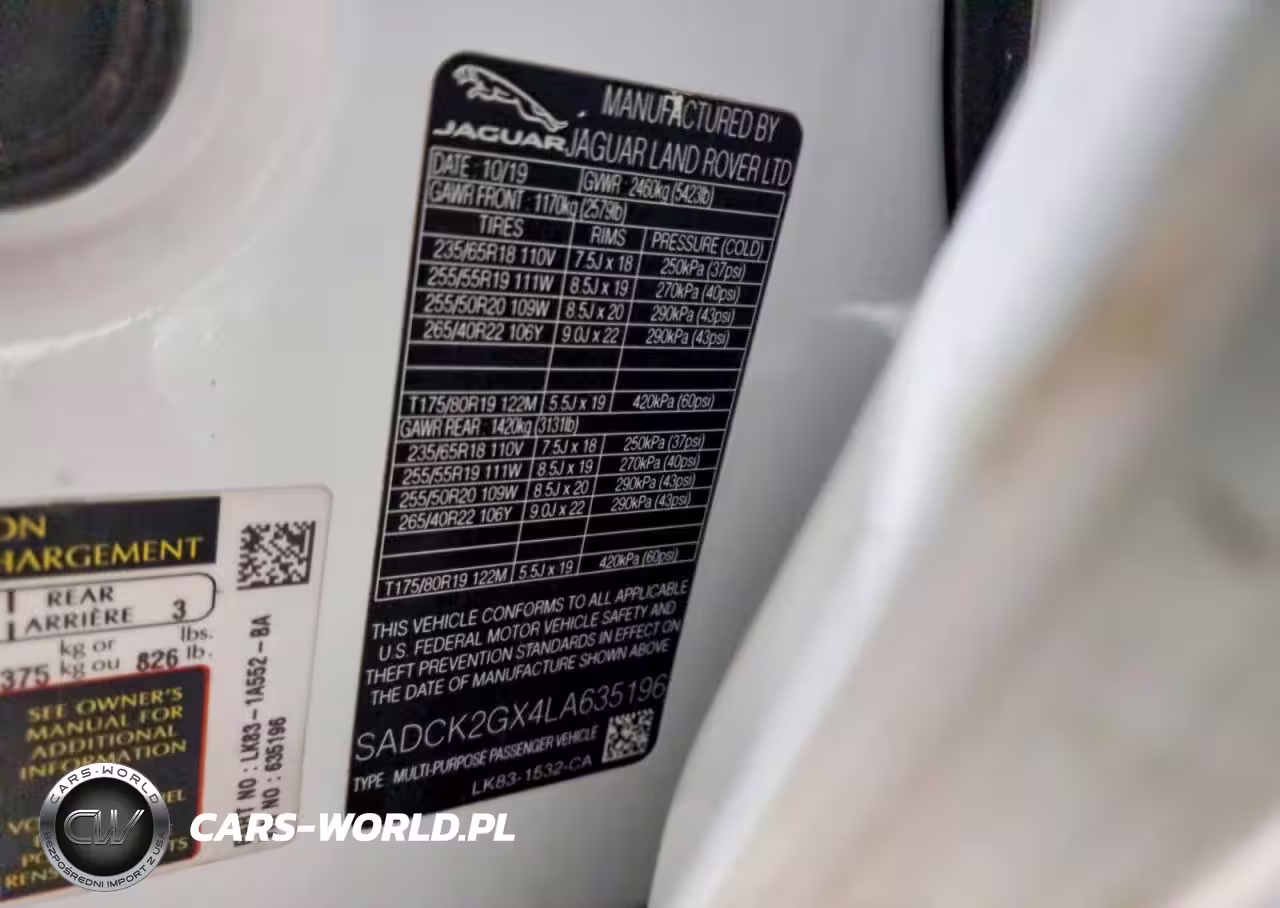 JAGUAR
MANUFACTURED BY
JAGUAR LAND ROVER LTD
DATE : 10/19 GVWR : 2460kg (5423lb)
GAWR FRONT : 1170kg (2579lb)
TIRES RIMS PRESSURE (COLD)
235/65R18 110V 7.5J x 18 250kPa (37psi)
255/55R19 111W 8.5J x 19 270kPa (40psi)
255/50R20 109W 8.5J x 20 290kPa (43psi)
265/40R22 106Y 9.0J x 22 290kPa (43psi)
T175/80R19 122M 5.5J x 19 420kPa (60psi)
GAWR REAR : 1420kg (3131lb)
235/65R18 110V 7.5J x 18 250kPa (37psi)
255/55R19 111W 8.5J x 19 270kPa (40psi)
255/50R20 109W 8.5J x 20 290kPa (43psi)
265/40R22 106Y 9.0J x 22 290kPa (43psi)
T175/80R19 122M 5.5J x 19 420kPa (60psi)
THIS VEHICLE CONFORMS TO ALL APPLICABLE
U.S. FEDERAL MOTOR VEHICLE SAFETY AND
THEFT PREVENTION STANDARDS IN EFFECT ON
THE DATE OF MANUFACTURE SHOWN ABOVE
SADCK2GX4LA635196
TYPE MULTI-PURPOSE PASSENGER VEHICLE
LK83-1532-CA
ON
HARGEMENT
REAR
ARRIÈRE 3
kg or lbs.
375 kg ou 826 lb.
SEE OWNER'S
MANUAL FOR
ADDITIONAL
INFORMATION
NO : LK83-1A552-BA
NO : 635196
CARS-WORLD
CW
BEZPOŚREDNI IMPORT Z USA
CARS-WORLD.PL